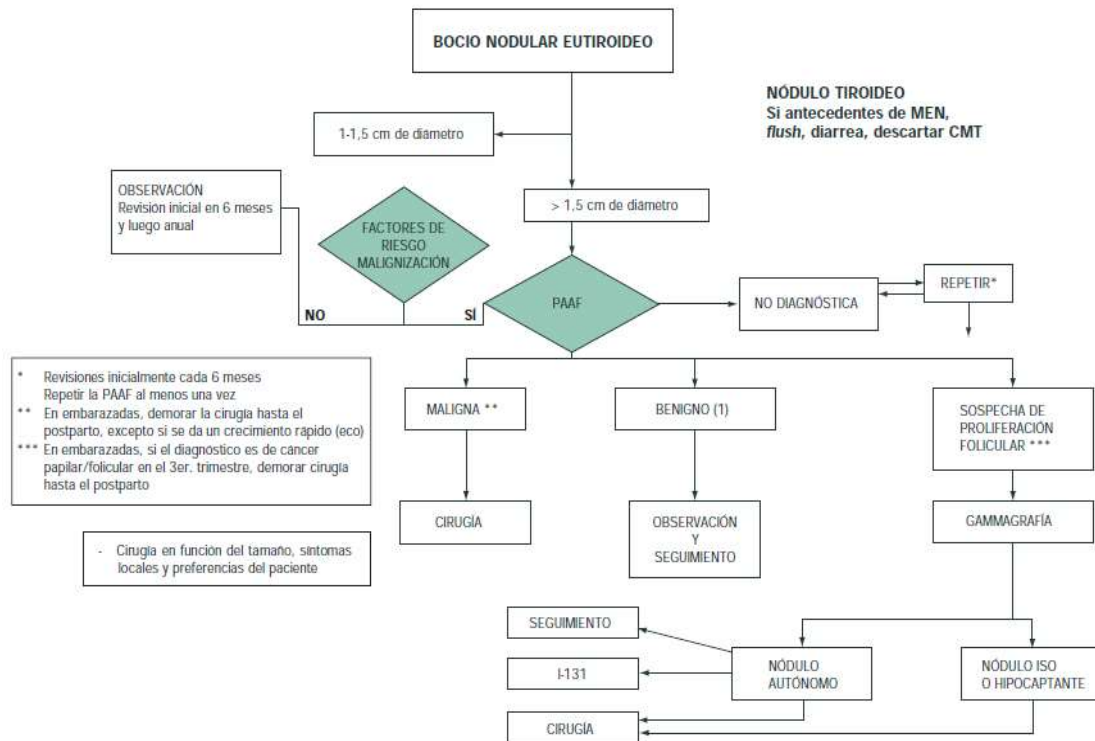 BOCIO NODULAR EUTIROIDEO
NÓDULO TIROIDEO
Si antecedentes de MEN,
flush, diarrea, descartar CMT
1-1,5 cm de diámetro
OBSERVACIÓN
Revisión inicial en 6 meses
y luego anual
> 1,5 cm de diámetro
FACTORES DE
RIESGO
MALIGNIZACIÓN
PAAF
NO DIAGNÓSTICA
REPETIR*
NO
SÍ
* Revisiones inicialmente cada 6 meses
Repetir la PAAF al menos una vez
** En embarazadas, demorar la cirugía hasta el
postparto, excepto si se da un crecimiento rápido (eco)
*** En embarazadas, si el diagnóstico es de cáncer
papilar/folicular en el 3er. trimestre, demorar cirugía
hasta el postparto
MALIGNA **
BENIGNO (1)
SOSPECHA DE
PROLIFERACIÓN
FOLICULAR ***
CIRUGÍA
OBSERVACIÓN
Y
SEGUIMIENTO
GAMMAGRAFÍA
- Cirugía en función del tamaño, síntomas
locales y preferencias del paciente
SEGUIMIENTO
I-131
CIRUGÍA
NÓDULO
AUTÓNOMO
NÓDULO ISO
O HIPOCAPTANTE